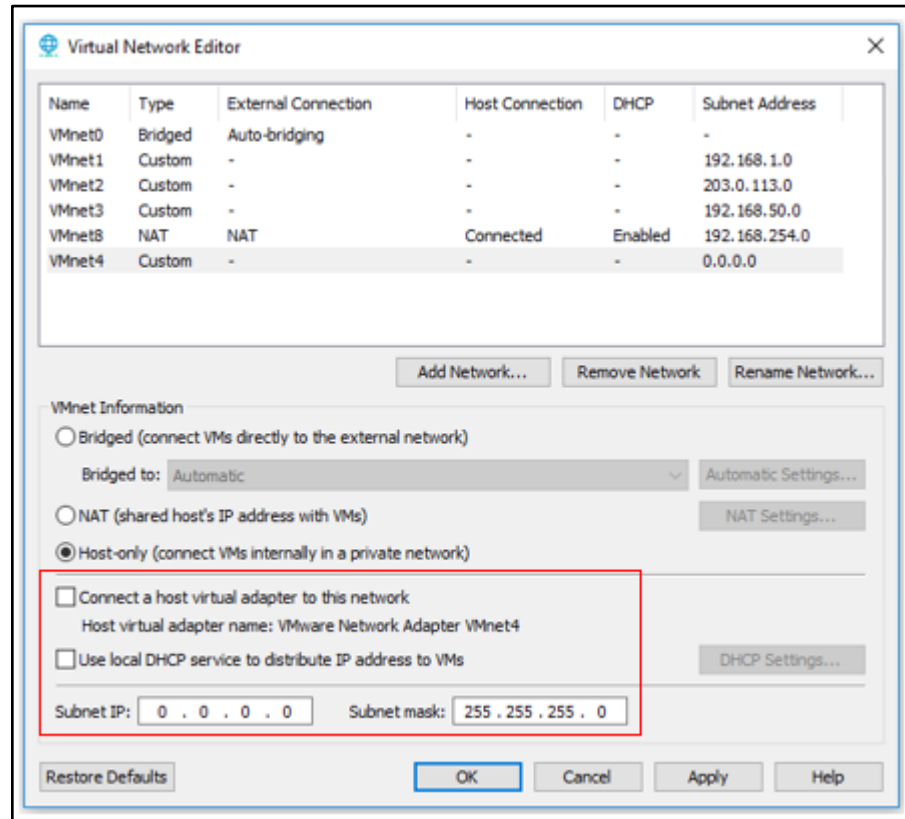 Virtual Network Editor
Name Type External Connection Host Connection DHCP Subnet Address
VMnet0 Bridged Auto-bridging - - -
VMnet1 Custom - - - 192.168.1.0
VMnet2 Custom - - - 203.0.113.0
VMnet3 Custom - - - 192.168.50.0
VMnet8 NAT NAT Connected Enabled 192.168.254.0
VMnet4 Custom - - - 0.0.0.0
Add Network... Remove Network Rename Network...
VMnet Information
Bridged (connect VMs directly to the external network)
Bridged to: Automatic Automatic Settings...
NAT (shared host's IP address with VMs) NAT Settings...
Host-only (connect VMs internally in a private network)
Connect a host virtual adapter to this network
Host virtual adapter name: VMware Network Adapter VMnet4
Use local DHCP service to distribute IP address to VMs DHCP Settings...
Subnet IP: 0 . 0 . 0 . 0 Subnet mask: 255 . 255 . 255 . 0
Restore Defaults OK Cancel Apply Help